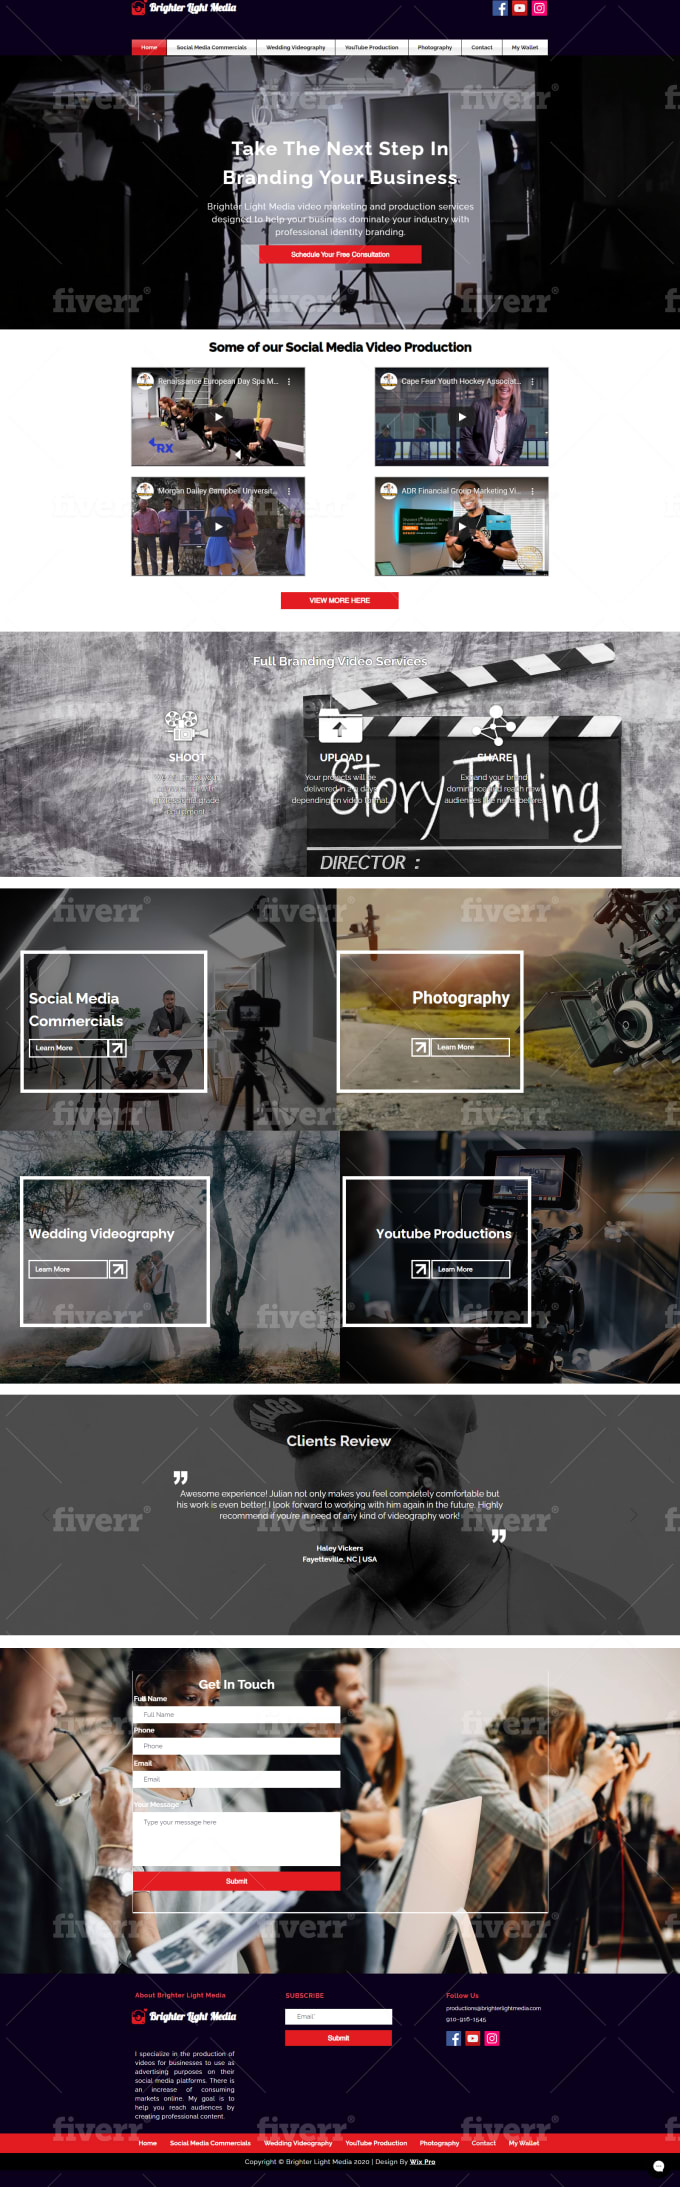 Brighter Light Media
Home Social Media Commercials Wedding Videography YouTube Production Photography Contact My Wallet
fiverr® fiverr® fiverr®
Take The Next Step In
Branding Your Business
Brighter Light Media video marketing and production services
designed to help your business dominate your industry with
professional identity branding.
Schedule Your Free Consultation
fiverr® fiverr® fiverr®
Some of our Social Media Video Production
Renaissance European Day Spa M...
Cape Fear Youth Hockey Associat...
RX
Morgan Dailey Campbell Universit...
ADR Financial Group Marketing Vi...
VIEW MORE HERE
Full Branding Video Services
SHOOT UPLOAD SHARE
Your projects will be
delivered in
depending on video format.
Expand your brand
dominance and reach new
audiences like never before
Story Telling
DIRECTOR :
fiverr® fiverr® fiverr®
Social Media
Commercials
Learn More
Photography
Learn More
fiverr® fiverr® fiverr®
Wedding Videography
Learn More
Youtube Productions
Learn More
fiverr® fiverr® fiverr®
Clients Review
Awesome experience! Julian not only makes you feel completely comfortable but
his work is even better! I look forward to working with him again in the future. Highly
recommend if you're in need of any kind of videography work!
fiverr® fiverr® fiverr®
Haley Vickers
Fayetteville, NC | USA
Get In Touch
Full Name
Full Name
Phone
Phone
Email
Email
Your Message
Type your message here
Submit
fiverr® fiverr® fiverr®
About Brighter Light Media
Brighter Light Media
I specialize in the production of
videos for businesses to use as
advertising purposes on their
social media platforms. There is
an increase of consuming
markets online. My goal is to
help you reach audiences by
creating professional content.
SUBSCRIBE
Email*
Submit
Follow Us
productions@brighterlightmedia.com
910-916-1545
fiverr® fiverr® fiverr®
Home Social Media Commercials Wedding Videography YouTube Production Photography Contact My Wallet
Copyright © Brighter Light Media 2020 | Design By Wix Pro